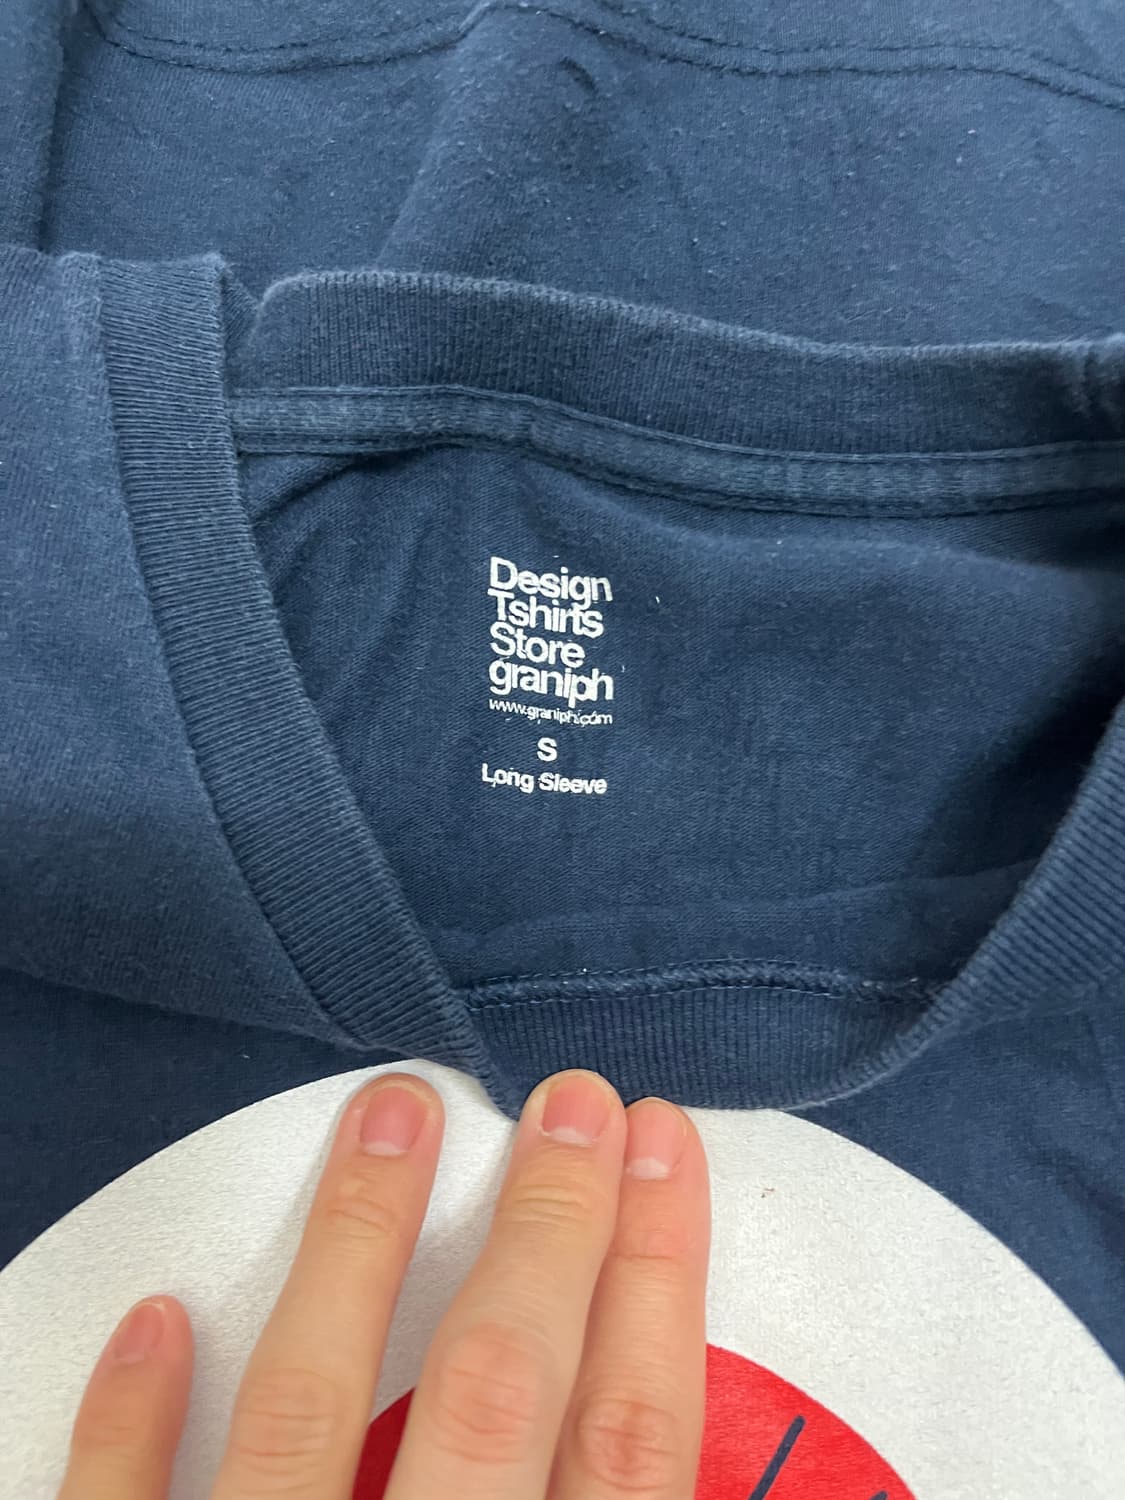 Design
Tshirts
Store
graniph
www.graniph.com
S
Long Sleeve